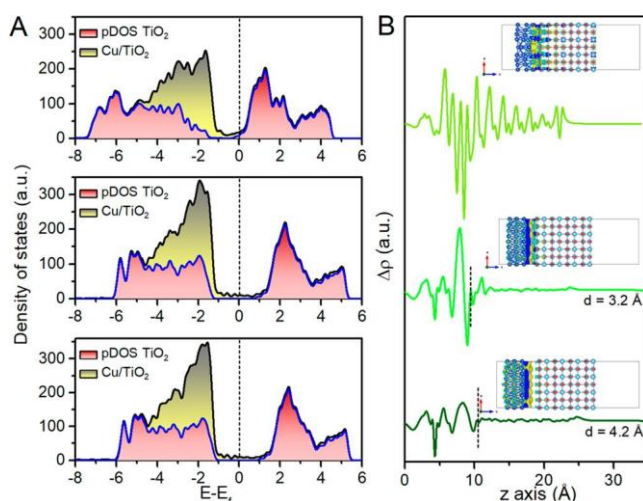 A
B
pDOS TiO₂
Cu/TiO₂
300
200
100
0
-8 -6 -4 -2 0 2 4 6
pDOS TiO₂
Cu/TiO₂
300
200
100
0
-8 -6 -4 -2 0 2 4 6
pDOS TiO₂
Cu/TiO₂
300
200
100
0
-8 -6 -4 -2 0 2 4 6
Density of states (a.u.)
E-E_f
Δρ (a.u.)
d = 3.2 Å
d = 4.2 Å
0 10 20 30
z axis (Å)